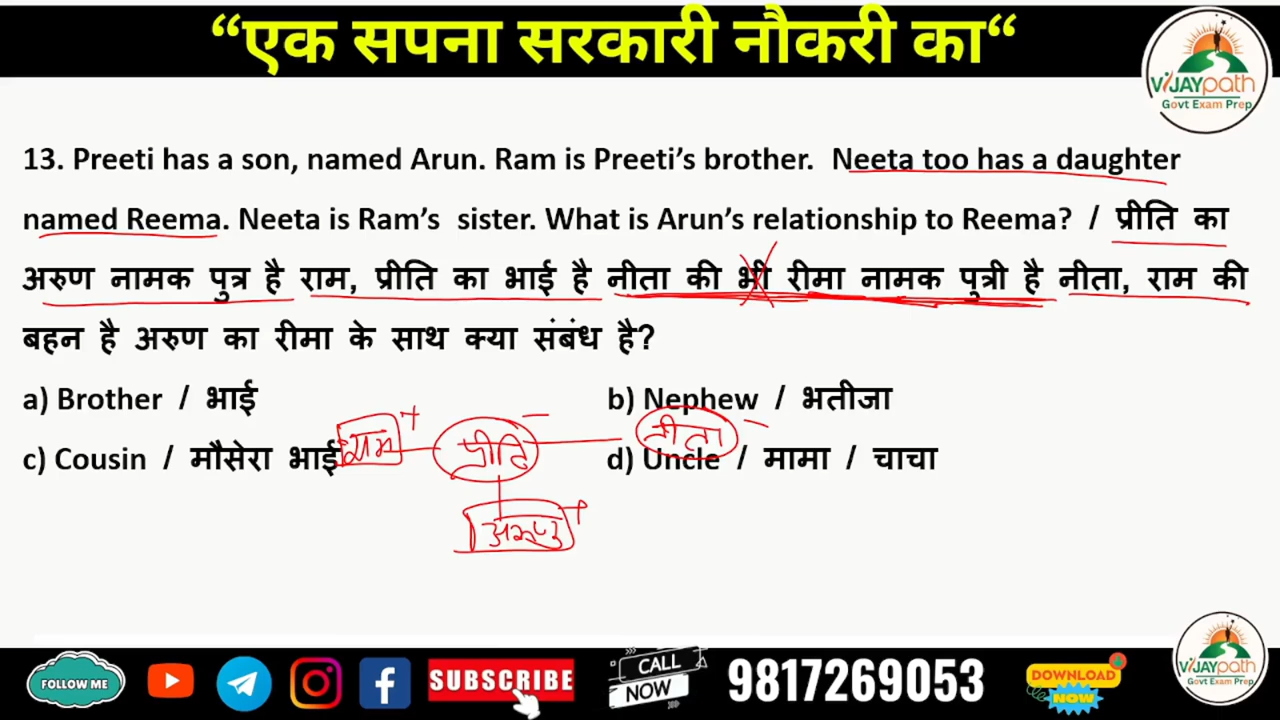 “एक सपना सरकारी नौकरी का“
VIJAYpath
Govt Exam Prep
13. Preeti has a son, named Arun. Ram is Preeti’s brother. Neeta too has a daughter
named Reema. Neeta is Ram’s sister. What is Arun’s relationship to Reema? / प्रीति का
अरुण नामक पुत्र है राम, प्रीति का भाई है नीता की भी रीमा नामक पुत्री है नीता, राम की
बहन है अरुण का रीमा के साथ क्या संबंध है?
a) Brother / भाई
b) Nephew / भतीजा
c) Cousin / मौसेरा भाई
d) Uncle / मामा / चाचा
राम +
प्रीति –
नीता –
अरुण +
VIJAYpath
Govt Exam Prep
FOLLOW ME
SUBSCRIBE
CALL
NOW
9817269053
DOWNLOAD
NOW